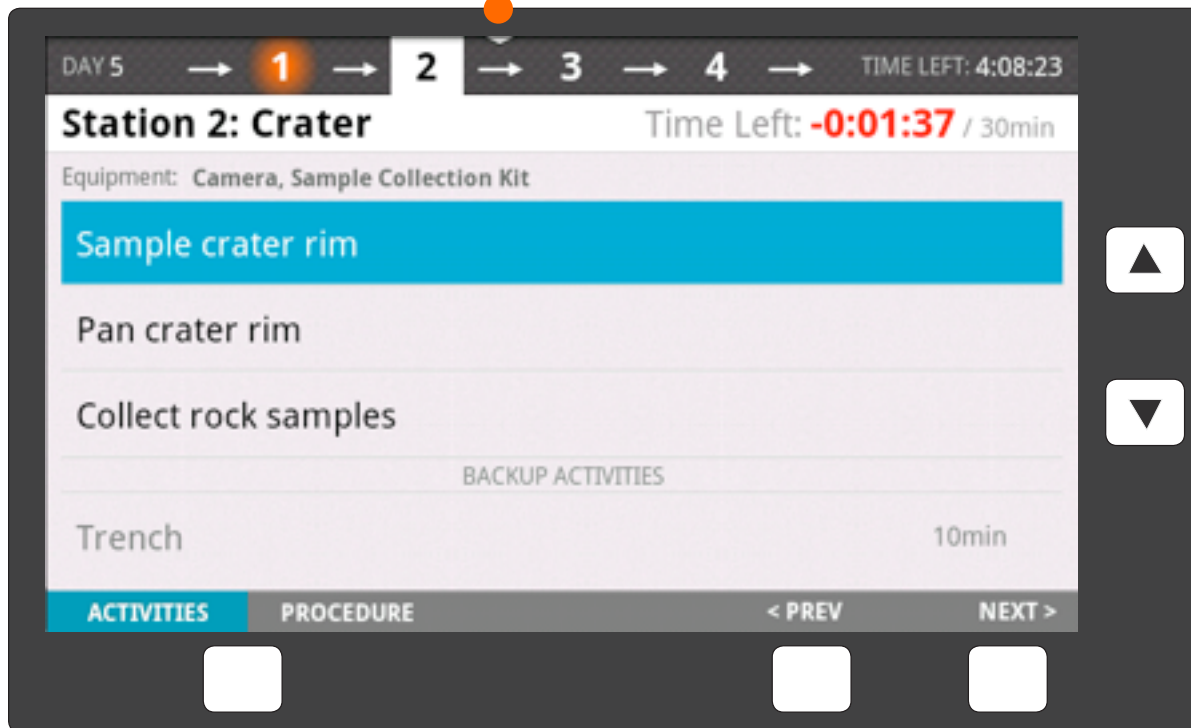 DAY 5 → 1 → 2 → 3 → 4 → TIME LEFT: 4:08:23
Station 2: Crater Time Left: -0:01:37 / 30min
Equipment: Camera, Sample Collection Kit
Sample crater rim
Pan crater rim
Collect rock samples
BACKUP ACTIVITIES
Trench 10min
ACTIVITIES PROCEDURE < PREV NEXT >